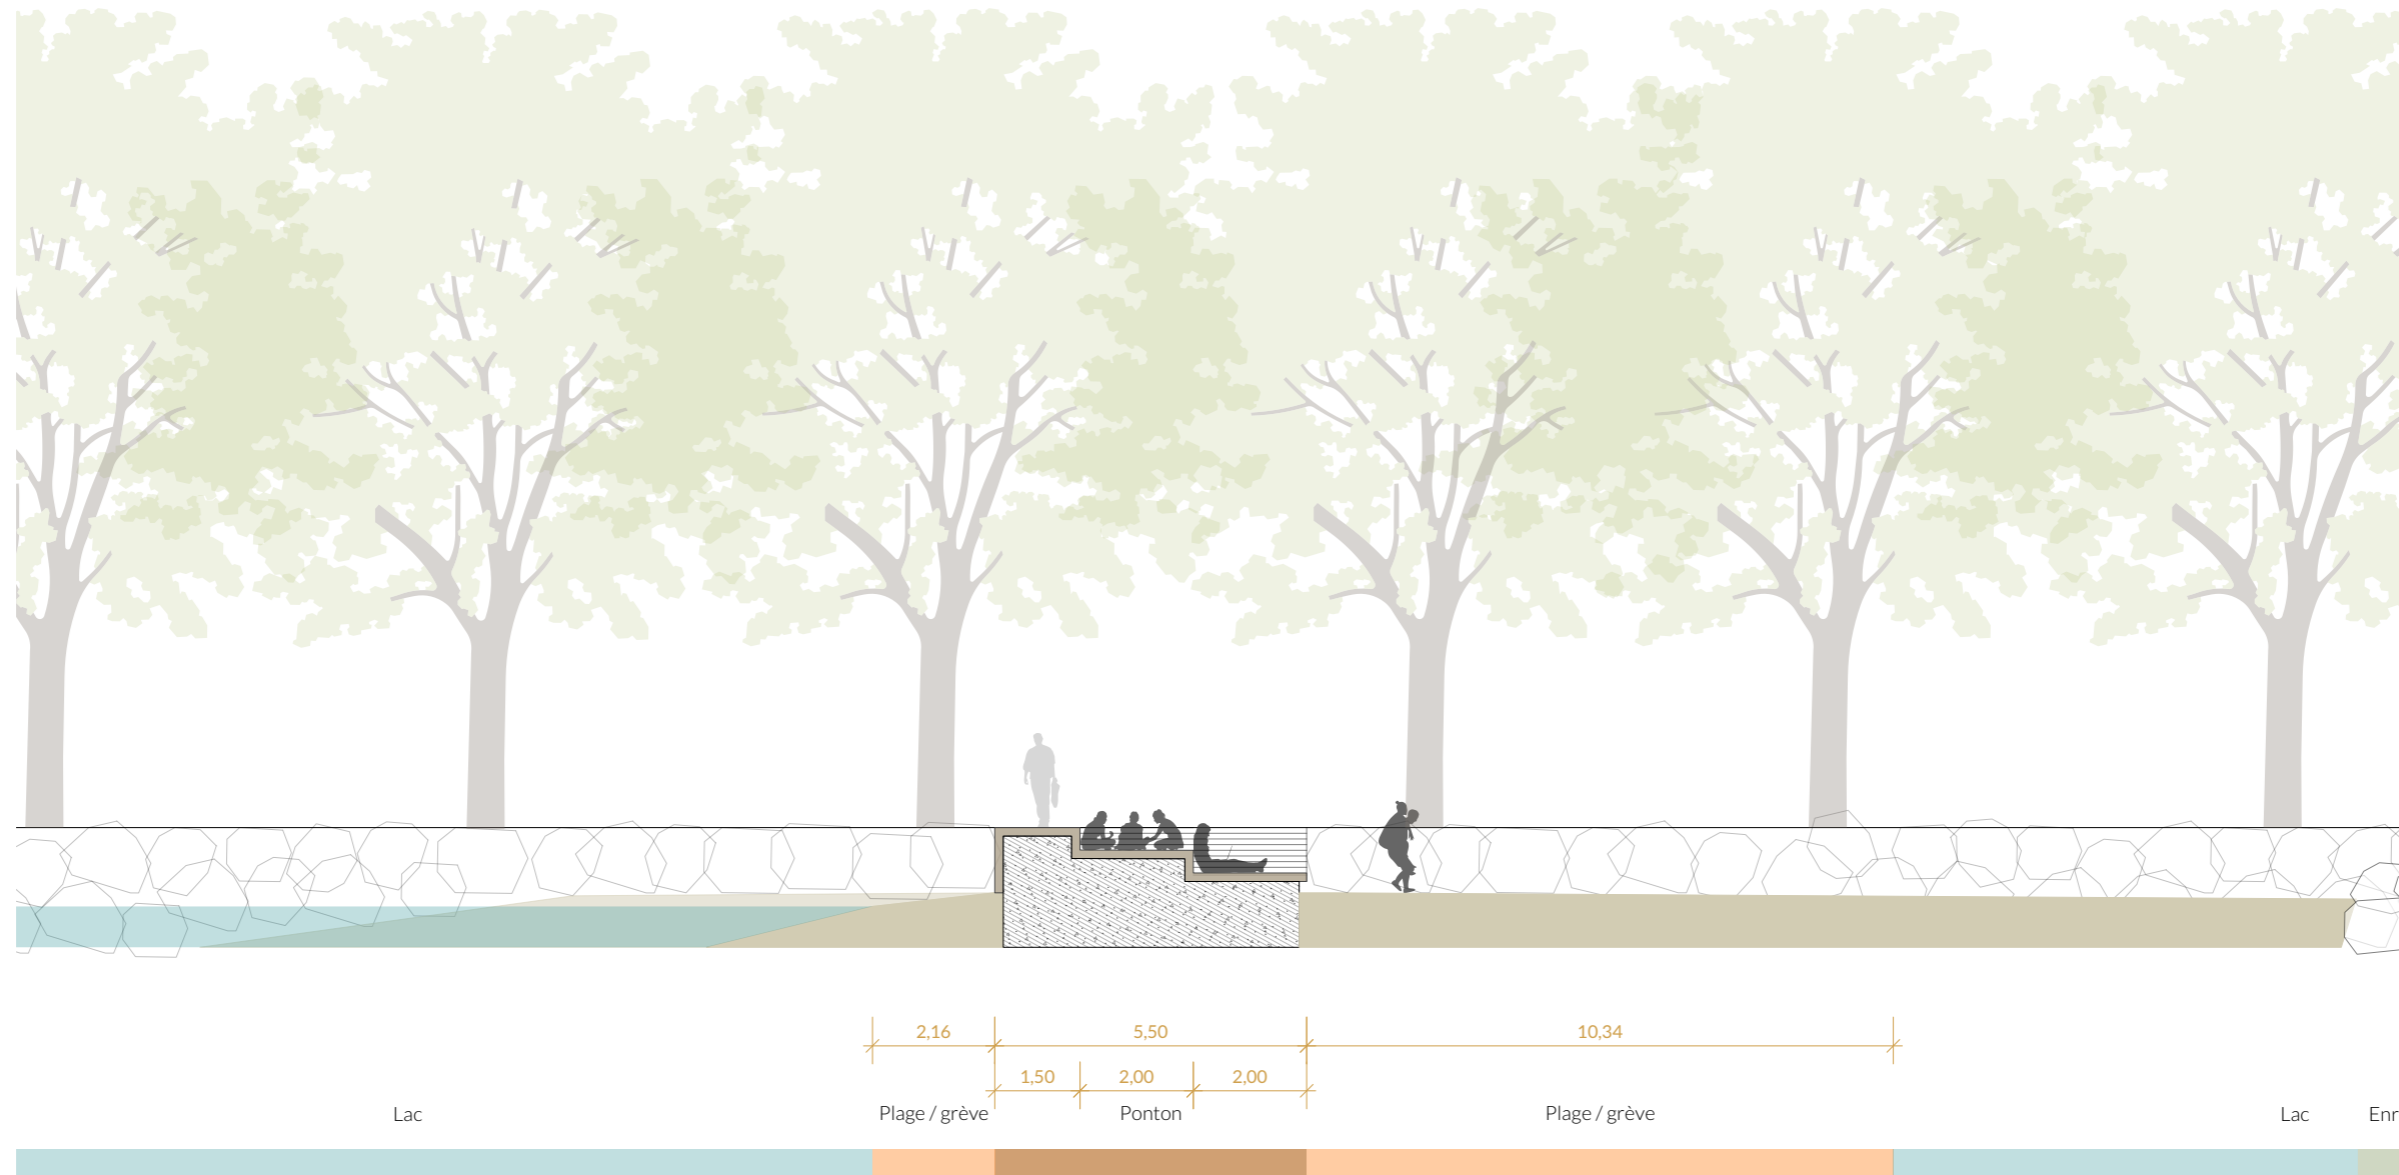 2,16 5,50 10,34
1,50 2,00 2,00
Lac Plage / grève Ponton Plage / grève Lac Enr